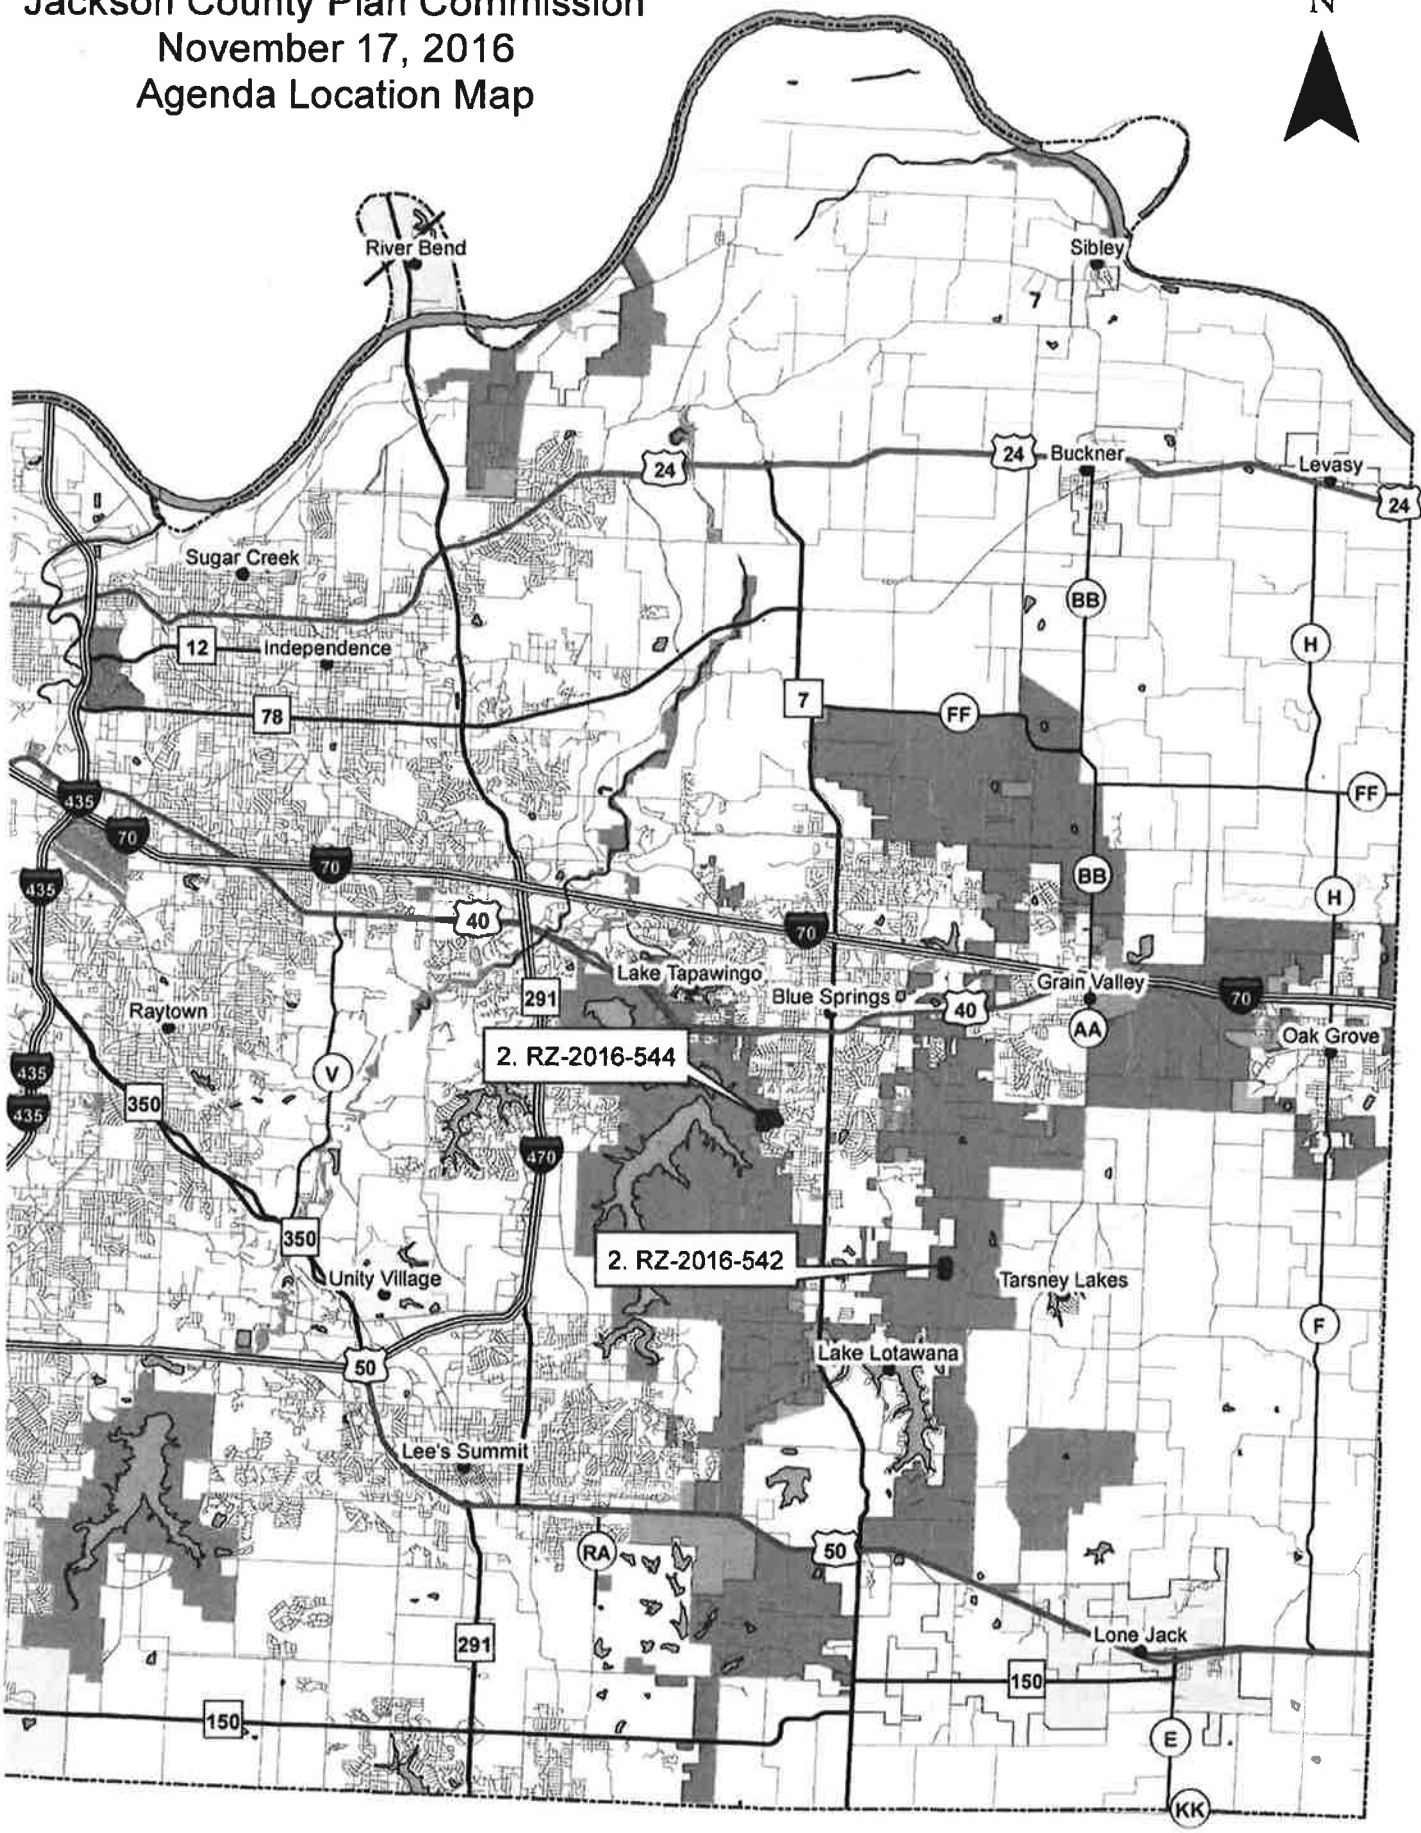 Jackson County Plan Commission
November 17, 2016
Agenda Location Map
N
River Bend
Sibley
7
24
24
Buckner
Levasy
24
Sugar Creek
BB
12
Independence
H
7
78
FF
435
FF
70
70
435
BB
H
40
70
Lake Tapawingo
Grain Valley
291
Blue Springs
40
70
Raytown
AA
Oak Grove
2. RZ-2016-544
435
V
350
435
470
350
2. RZ-2016-542
Unity Village
Tarsney Lakes
F
50
Lake Lotawana
Lee's Summit
RA
50
291
Lone Jack
150
150
E
KK